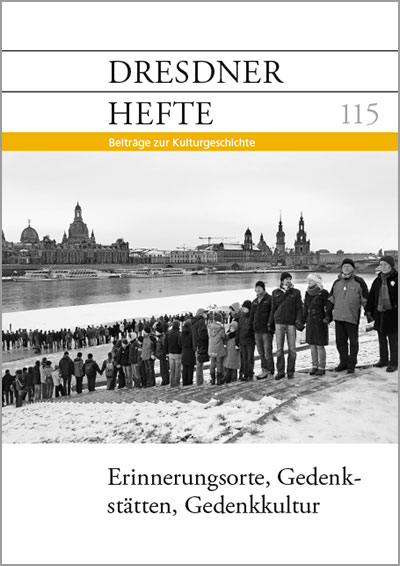 DRESDNER
HEFTE 115
Beiträge zur Kulturgeschichte
Erinnerungsorte, Gedenk-
stätten, Gedenkkultur